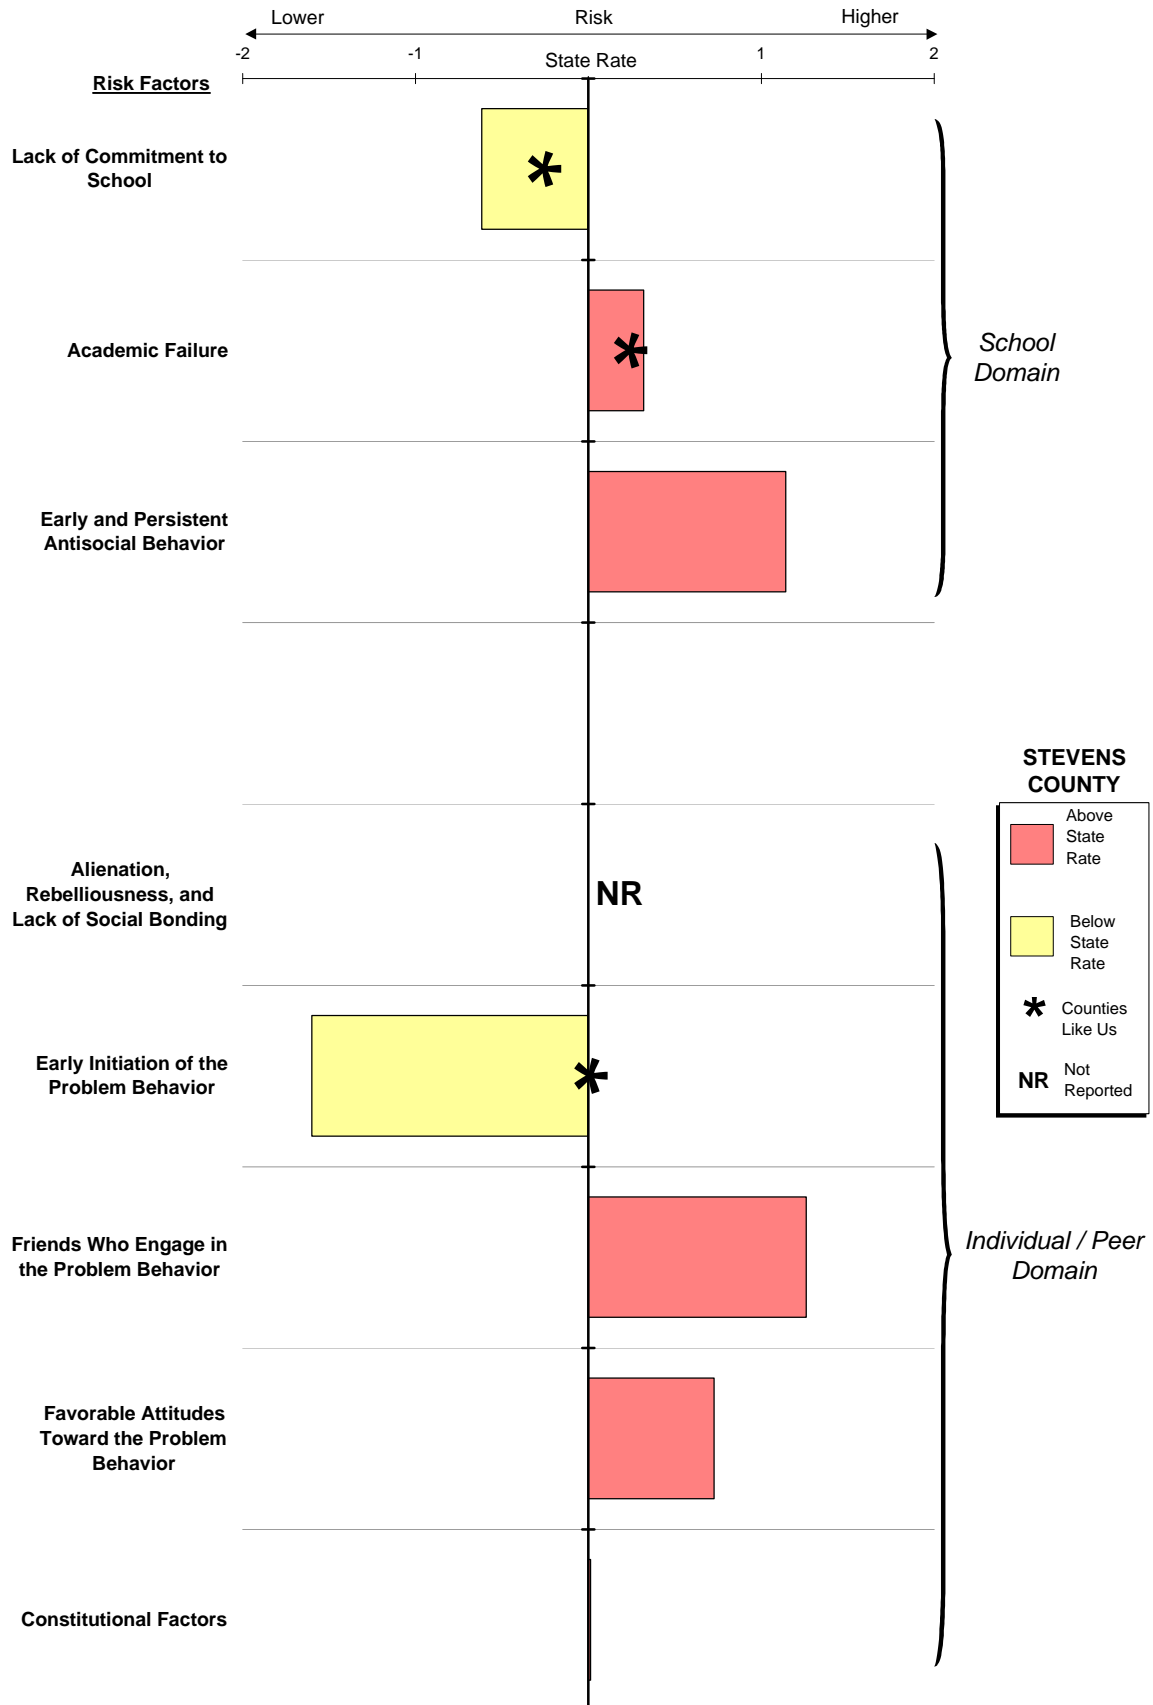 Lower Risk Higher
-2 -1 1 2
State Rate
Risk Factors
Lack of Commitment to
School
Academic Failure
School
Domain
Early and Persistent
Antisocial Behavior
STEVENS
COUNTY
Above
State
Rate
Below
State
Rate
* Counties
Like Us
NR Not
Reported
Alienation,
Rebelliousness, and
Lack of Social Bonding
NR
Early Initiation of the
Problem Behavior
Friends Who Engage in
the Problem Behavior
Individual / Peer
Domain
Favorable Attitudes
Toward the Problem
Behavior
Constitutional Factors